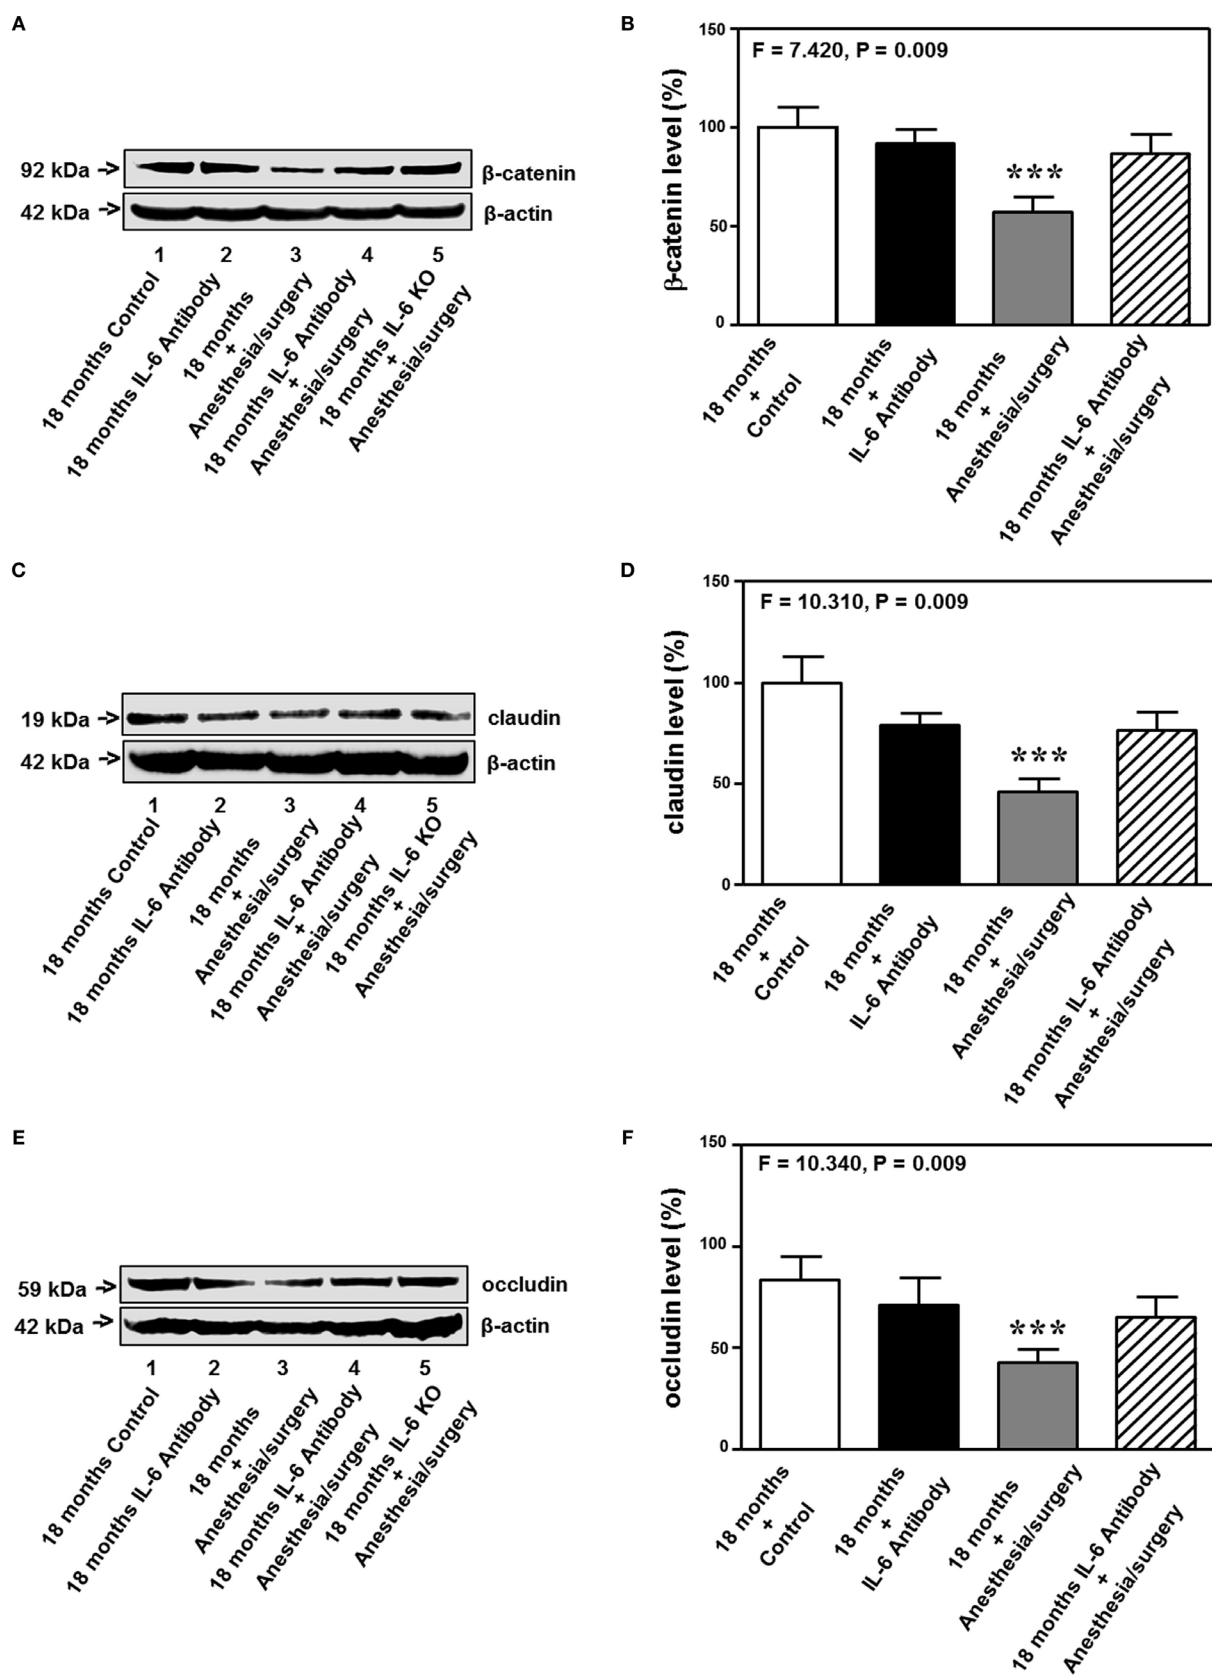 A
92 kDa ->
β-catenin
42 kDa ->
β-actin
1 2 3 4 5
18 months Control
18 months IL-6 Antibody
18 months
+
Anesthesia/surgery
18 months IL-6 Antibody
+
Anesthesia/surgery
18 months IL-6 KO
+
Anesthesia/surgery
B
F = 7.420, P = 0.009
β-catenin level (%)
150
100
50
0
***
18 months
+
Control
18 months
+
IL-6 Antibody
18 months
+
Anesthesia/surgery
18 months IL-6 Antibody
+
Anesthesia/surgery
C
19 kDa ->
claudin
42 kDa ->
β-actin
1 2 3 4 5
18 months Control
18 months IL-6 Antibody
18 months
+
Anesthesia/surgery
18 months IL-6 Antibody
+
Anesthesia/surgery
18 months IL-6 KO
+
Anesthesia/surgery
D
F = 10.310, P = 0.009
claudin level (%)
150
100
50
0
***
18 months
+
Control
18 months
+
IL-6 Antibody
18 months
+
Anesthesia/surgery
18 months IL-6 Antibody
+
Anesthesia/surgery
E
59 kDa ->
occludin
42 kDa ->
β-actin
1 2 3 4 5
18 months Control
18 months IL-6 Antibody
18 months
+
Anesthesia/surgery
18 months IL-6 Antibody
+
Anesthesia/surgery
18 months IL-6 KO
+
Anesthesia/surgery
F
F = 10.340, P = 0.009
occludin level (%)
150
100
50
0
***
18 months
+
Control
18 months
+
IL-6 Antibody
18 months
+
Anesthesia/surgery
18 months IL-6 Antibody
+
Anesthesia/surgery